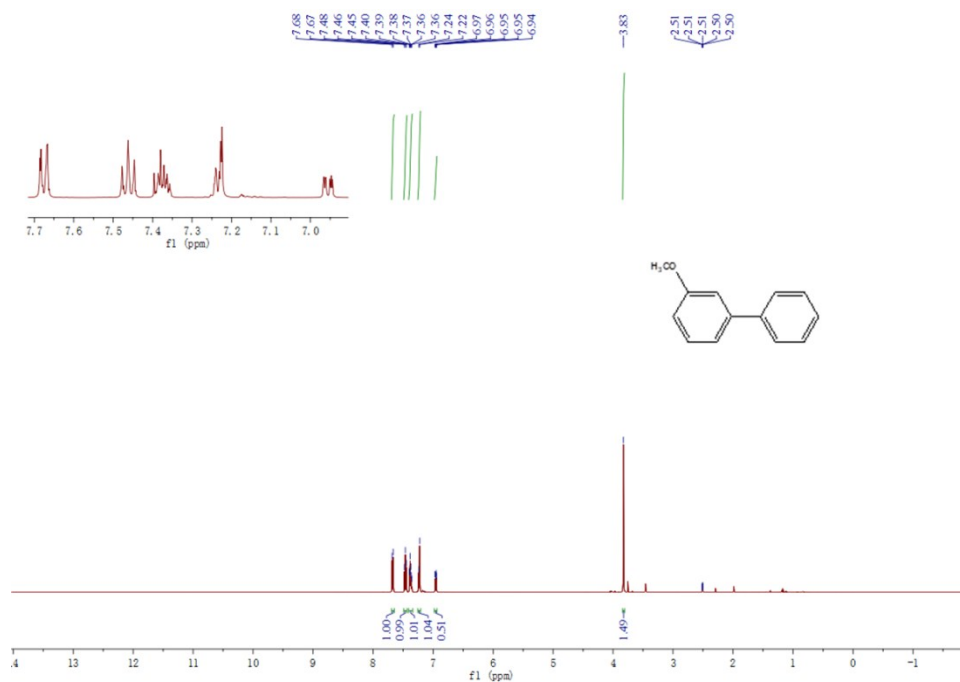 7.68 7.67 7.48 7.46 7.45 7.40 7.39 7.38 7.37 7.36 7.36 7.24 7.22 6.97 6.96 6.95 6.95 6.94 3.83 2.51 2.51 2.51 2.50 2.50
7.7 7.6 7.5 7.4 7.3 7.2 7.1 7.0
f1 (ppm)
H₃CO
1.00 0.99 1.01 1.04 0.51 1.49
14 13 12 11 10 9 8 7 6 5 4 3 2 1 0 -1
f1 (ppm)